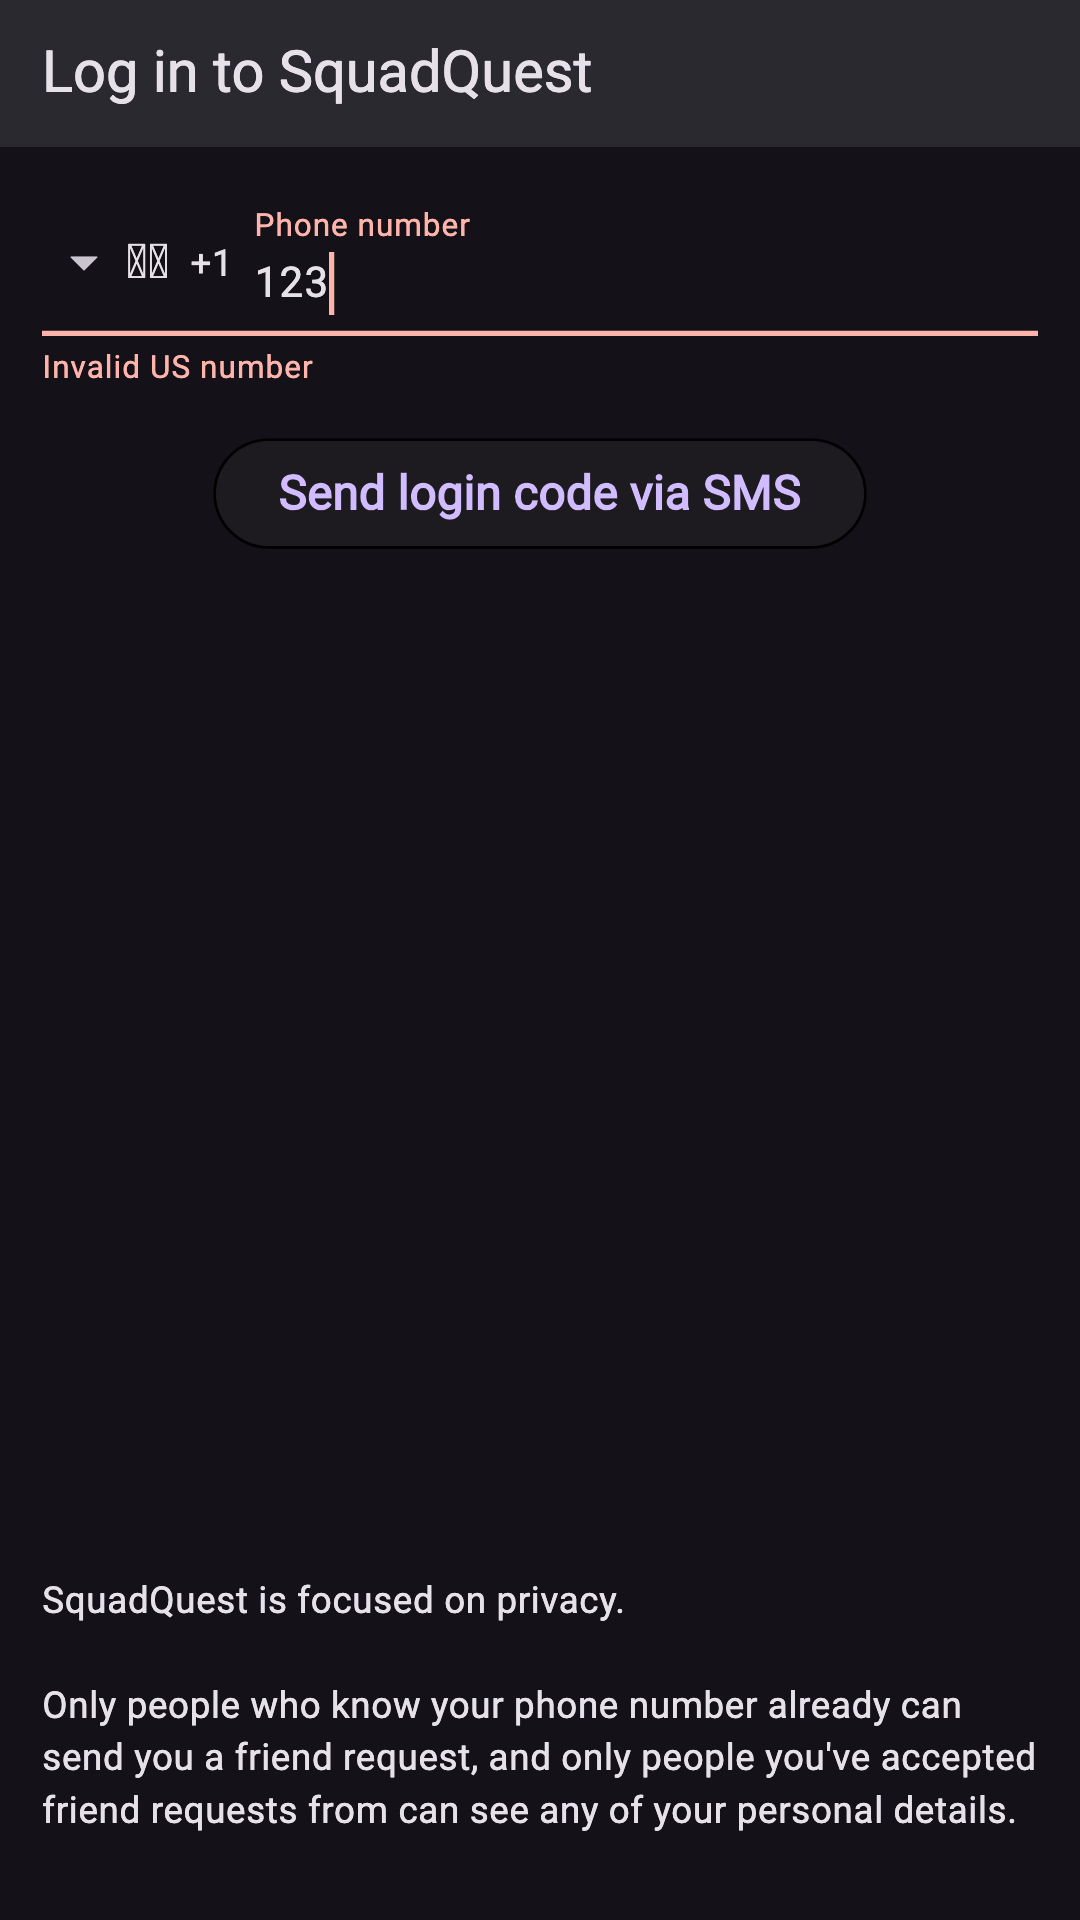 Log in to SquadQuest
Phone number
+1 123
Invalid US number
Send login code via SMS
SquadQuest is focused on privacy.
Only people who know your phone number already can
send you a friend request, and only people you've accepted
friend requests from can see any of your personal details.